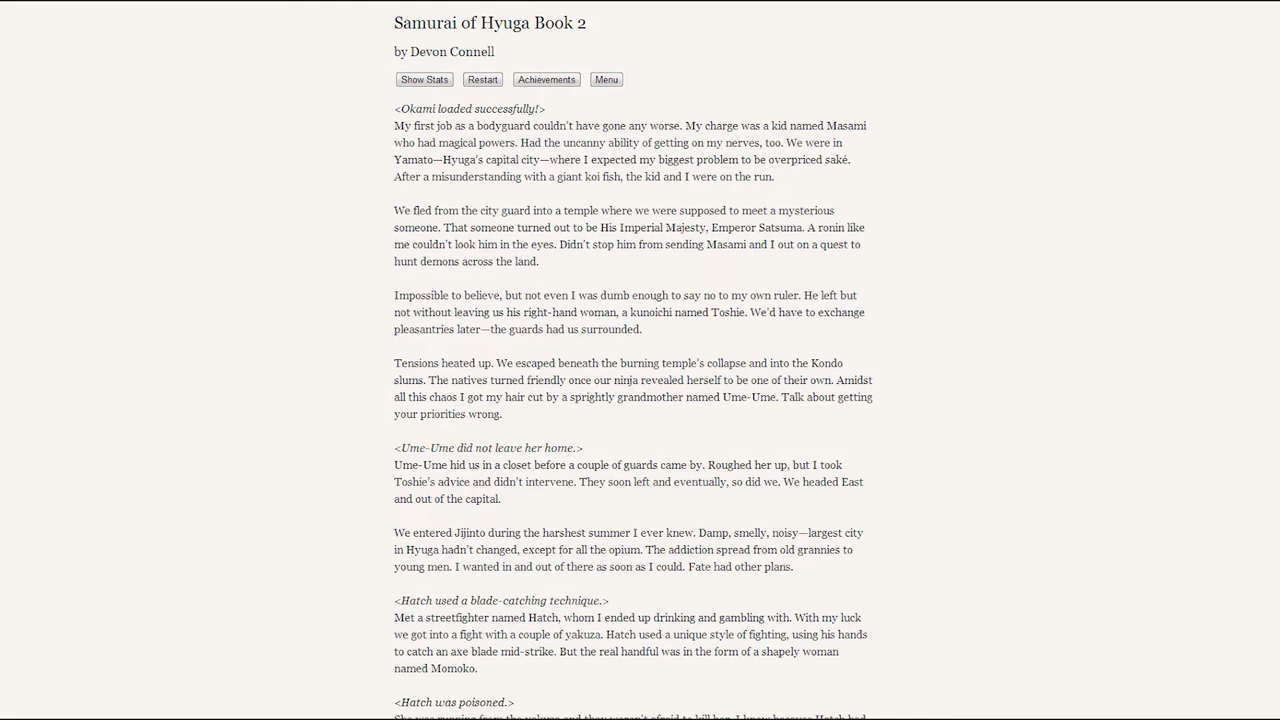 Samurai of Hyuga Book 2
by Devon Connell
Show Stats Restart Achievements Menu
<Okami loaded successfully!>
My first job as a bodyguard couldn't have gone any worse. My charge was a kid named Masami
who had magical powers. Had the uncanny ability of getting on my nerves, too. We were in
Yamato—Hyuga's capital city—where I expected my biggest problem to be overpriced saké.
After a misunderstanding with a giant koi fish, the kid and I were on the run.
We fled from the city guard into a temple where we were supposed to meet a mysterious
someone. That someone turned out to be His Imperial Majesty, Emperor Satsuma. A ronin like
me couldn't look him in the eyes. Didn't stop him from sending Masami and I out on a quest to
hunt demons across the land.
Impossible to believe, but not even I was dumb enough to say no to my own ruler. He left but
not without leaving us his right-hand woman, a kunoichi named Toshie. We'd have to exchange
pleasantries later—the guards had us surrounded.
Tensions heated up. We escaped beneath the burning temple's collapse and into the Kondo
slums. The natives turned friendly once our ninja revealed herself to be one of their own. Amidst
all this chaos I got my hair cut by a sprightly grandmother named Ume-Ume. Talk about getting
your priorities wrong.
<Ume-Ume did not leave her home.>
Ume-Ume hid us in a closet before a couple of guards came by. Roughed her up, but I took
Toshie's advice and didn't intervene. They soon left and eventually, so did we. We headed East
and out of the capital.
We entered Jijinto during the harshest summer I ever knew. Damp, smelly, noisy—largest city
in Hyuga hadn't changed, except for all the opium. The addiction spread from old grannies to
young men. I wanted in and out of there as soon as I could. Fate had other plans.
<Hatch used a blade-catching technique.>
Met a streetfighter named Hatch, whom I ended up drinking and gambling with. With my luck
we got into a fight with a couple of yakuza. Hatch used a unique style of fighting, using his hands
to catch an axe blade mid-strike. But the real handful was in the form of a shapely woman
named Momoko.
<Hatch was poisoned.>